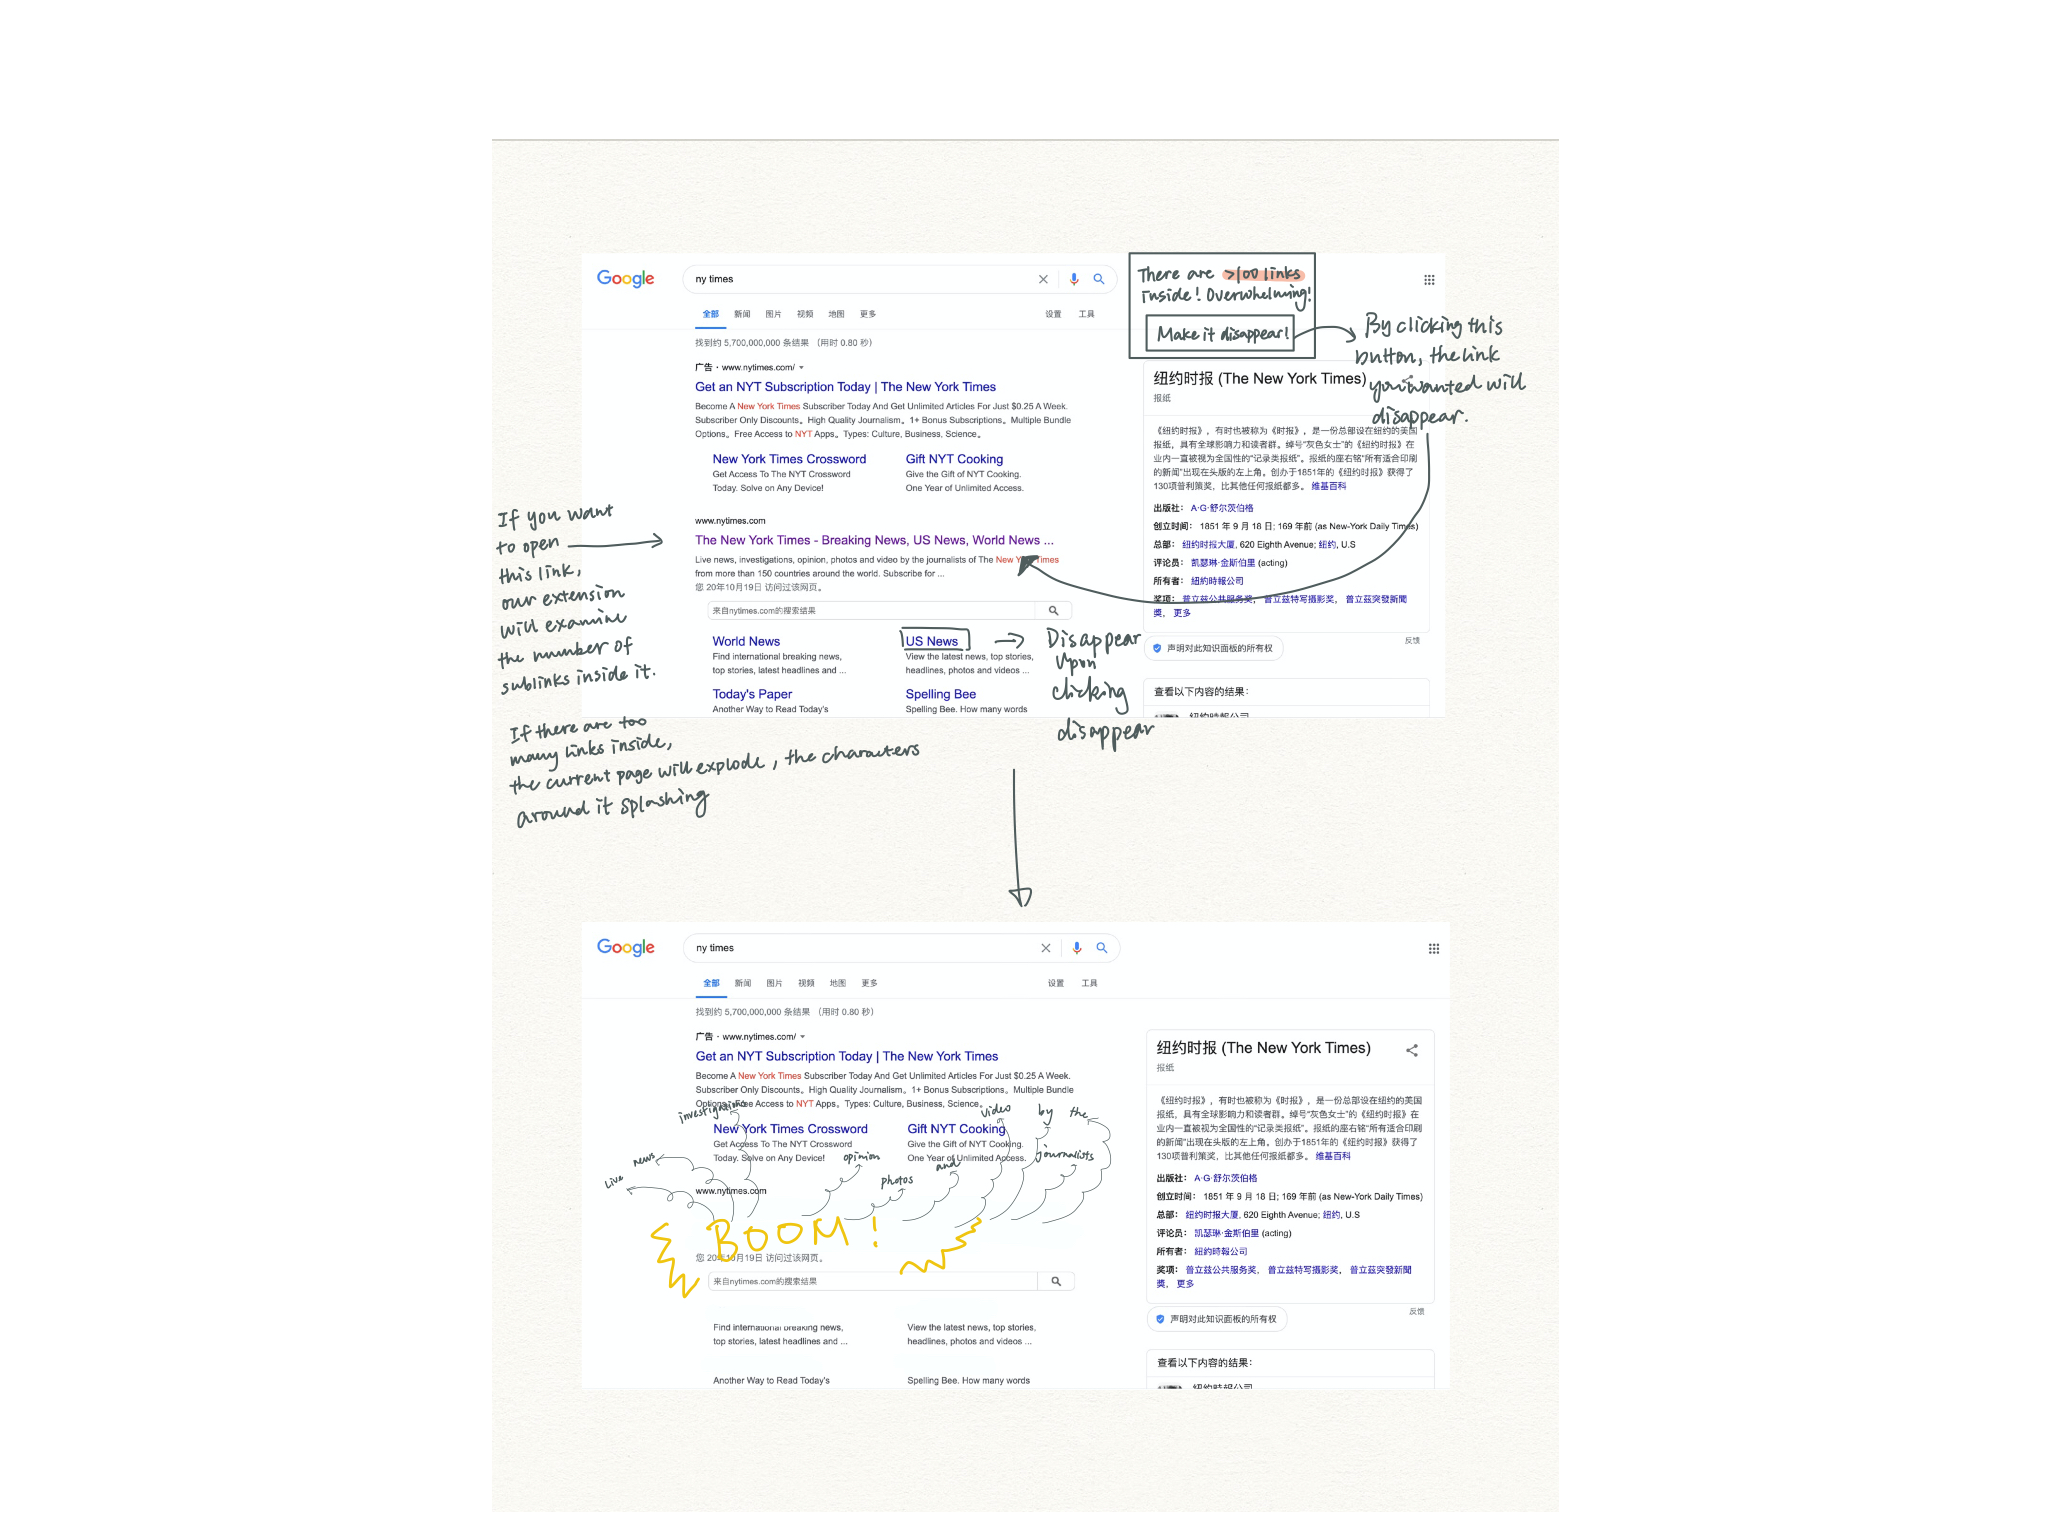 Google
ny times
全部 新闻 图片 视频 地图 更多 设置 工具
找到约 5,700,000,000 条结果 （用时 0.80 秒）
There are >100 links
inside! Overwhelming!
Make it disappear!
By clicking this
button, the link
you wanted will
disappear.
广告 · www.nytimes.com/
Get an NYT Subscription Today | The New York Times
Become A New York Times Subscriber Today And Get Unlimited Articles For Just $0.25 A Week.
Subscriber Only Discounts。High Quality Journalism。1+ Bonus Subscriptions。Multiple Bundle
Options。Free Access to NYT Apps。Types: Culture, Business, Science。
New York Times Crossword
Get Access To The NYT Crossword
Today. Solve on Any Device!
Gift NYT Cooking
Give the Gift of NYT Cooking.
One Year of Unlimited Access.
If you want
to open
this link,
our extension
will examine
the number of
sublinks inside it.
www.nytimes.com
The New York Times - Breaking News, US News, World News ...
Live news, investigations, opinion, photos and video by the journalists of The New York Times
from more than 150 countries around the world. Subscribe for ...
您 20年10月19日 访问过该网页。
来自nytimes.com的搜索结果
World News
Find international breaking news,
top stories, latest headlines and ...
US News
View the latest news, top stories,
headlines, photos and videos ...
Disappear
Upon
clicking
disappear
Today's Paper
Another Way to Read Today's
Spelling Bee
Spelling Bee. How many words
纽约时报 (The New York Times)
报纸
《纽约时报》，有时也被称为《时报》，是一份总部设在纽约的美国
报纸，具有全球影响力和读者群。绰号“灰色女士”的《纽约时报》在
业内一直被视为全国性的“记录类报纸”。报纸的座右铭“所有适合印刷
的新闻”出现在头版的左上角。创办于1851年的《纽约时报》获得了
130项普利策奖，比其他任何报纸都多。 维基百科
出版社： A·G·舒尔茨伯格
创立时间： 1851 年 9 月 18 日; 169 年前 (as New-York Daily Times)
总部： 纽约时报大厦, 620 Eighth Avenue; 纽约, U.S
评论员： 凯瑟琳·金斯伯里 (acting)
所有者： 紐約時報公司
奖项： 普立兹公共服务奖， 普立兹特写摄影奖， 普立茲突發新聞
獎， 更多
反馈
声明对此知识面板的所有权
查看以下内容的结果：
紐約時報公司
If there are too
many links inside,
the current page will explode, the characters
around it splashing
Google
ny times
全部 新闻 图片 视频 地图 更多 设置 工具
找到约 5,700,000,000 条结果 （用时 0.80 秒）
广告 · www.nytimes.com/
Get an NYT Subscription Today | The New York Times
Become A New York Times Subscriber Today And Get Unlimited Articles For Just $0.25 A Week.
Subscriber Only Discounts。High Quality Journalism。1+ Bonus Subscriptions。Multiple Bundle
Options。Free Access to NYT Apps。Types: Culture, Business, Science。
investigations
video by the
New York Times Crossword
Get Access To The NYT Crossword
Today. Solve on Any Device!
Gift NYT Cooking
Give the Gift of NYT Cooking.
One Year of Unlimited Access.
Live news opinion photos and journalists
www.nytimes.com
BOOM!
您 20年10月19日 访问过该网页。
来自nytimes.com的搜索结果
Find international breaking news,
top stories, latest headlines and ...
View the latest news, top stories,
headlines, photos and videos ...
Another Way to Read Today's
Spelling Bee. How many words
纽约时报 (The New York Times)
报纸
《纽约时报》，有时也被称为《时报》，是一份总部设在纽约的美国
报纸，具有全球影响力和读者群。绰号“灰色女士”的《纽约时报》在
业内一直被视为全国性的“记录类报纸”。报纸的座右铭“所有适合印刷
的新闻”出现在头版的左上角。创办于1851年的《纽约时报》获得了
130项普利策奖，比其他任何报纸都多。 维基百科
出版社： A·G·舒尔茨伯格
创立时间： 1851 年 9 月 18 日; 169 年前 (as New-York Daily Times)
总部： 纽约时报大厦, 620 Eighth Avenue; 纽约, U.S
评论员： 凯瑟琳·金斯伯里 (acting)
所有者： 紐約時報公司
奖项： 普立兹公共服务奖， 普立兹特写摄影奖， 普立茲突發新聞
獎， 更多
反馈
声明对此知识面板的所有权
查看以下内容的结果：
紐約時報公司